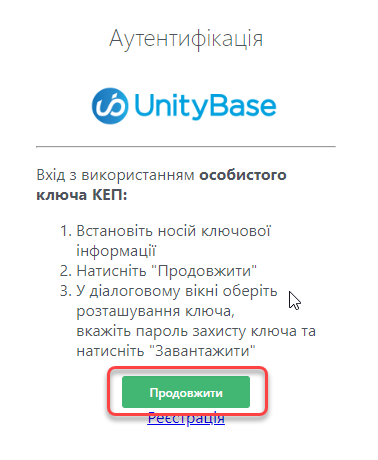 Аутентифікація
UnityBase
Вхід з використанням особистого
ключа КЕП:
1. Встановіть носій ключової
інформації
2. Натисніть "Продовжити"
3. У діалоговому вікні оберіть
розташування ключа,
вкажіть пароль захисту ключа та
натисніть "Завантажити"
Продовжити
Реєстрація